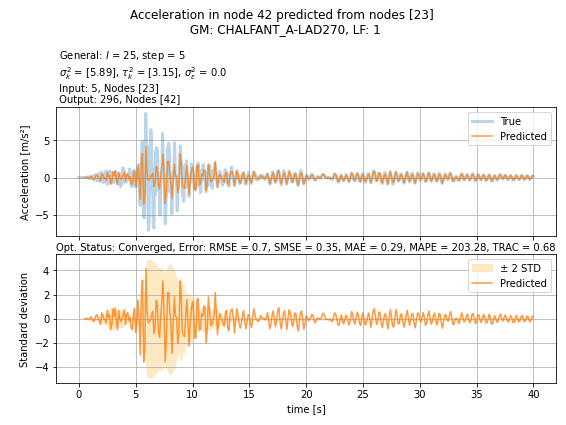 Acceleration in node 42 predicted from nodes [23]
GM: CHALFANT_A-LAD270, LF: 1
General: l = 25, step = 5
σ_k^2 = [5.89], τ_k^2 = [3.15], σ_ε^2 = 0.0
Input: 5, Nodes [23]
Output: 296, Nodes [42]
True
Predicted
Acceleration [m/s²]
5
0
−5
Opt. Status: Converged, Error: RMSE = 0.7, SMSE = 0.35, MAE = 0.29, MAPE = 203.28, TRAC = 0.68
± 2 STD
Predicted
Standard deviation
4
2
0
−2
−4
0 5 10 15 20 25 30 35 40
time [s]